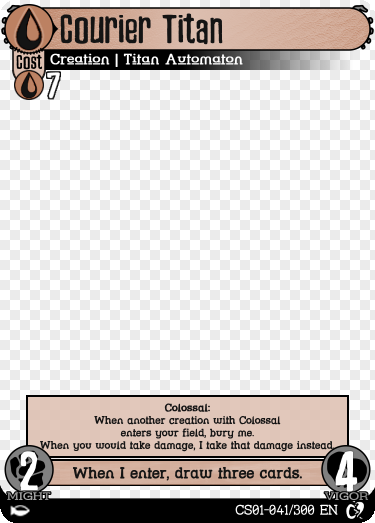 Courier Titan
Cost
Creation | Titan Automaton
7
Colossal:
When another creation with Colossal
enters your field, bury me.
When you would take damage, I take that damage instead.
When I enter, draw three cards.
2
4
MIGHT
VIGOR
CS01-041/300 EN